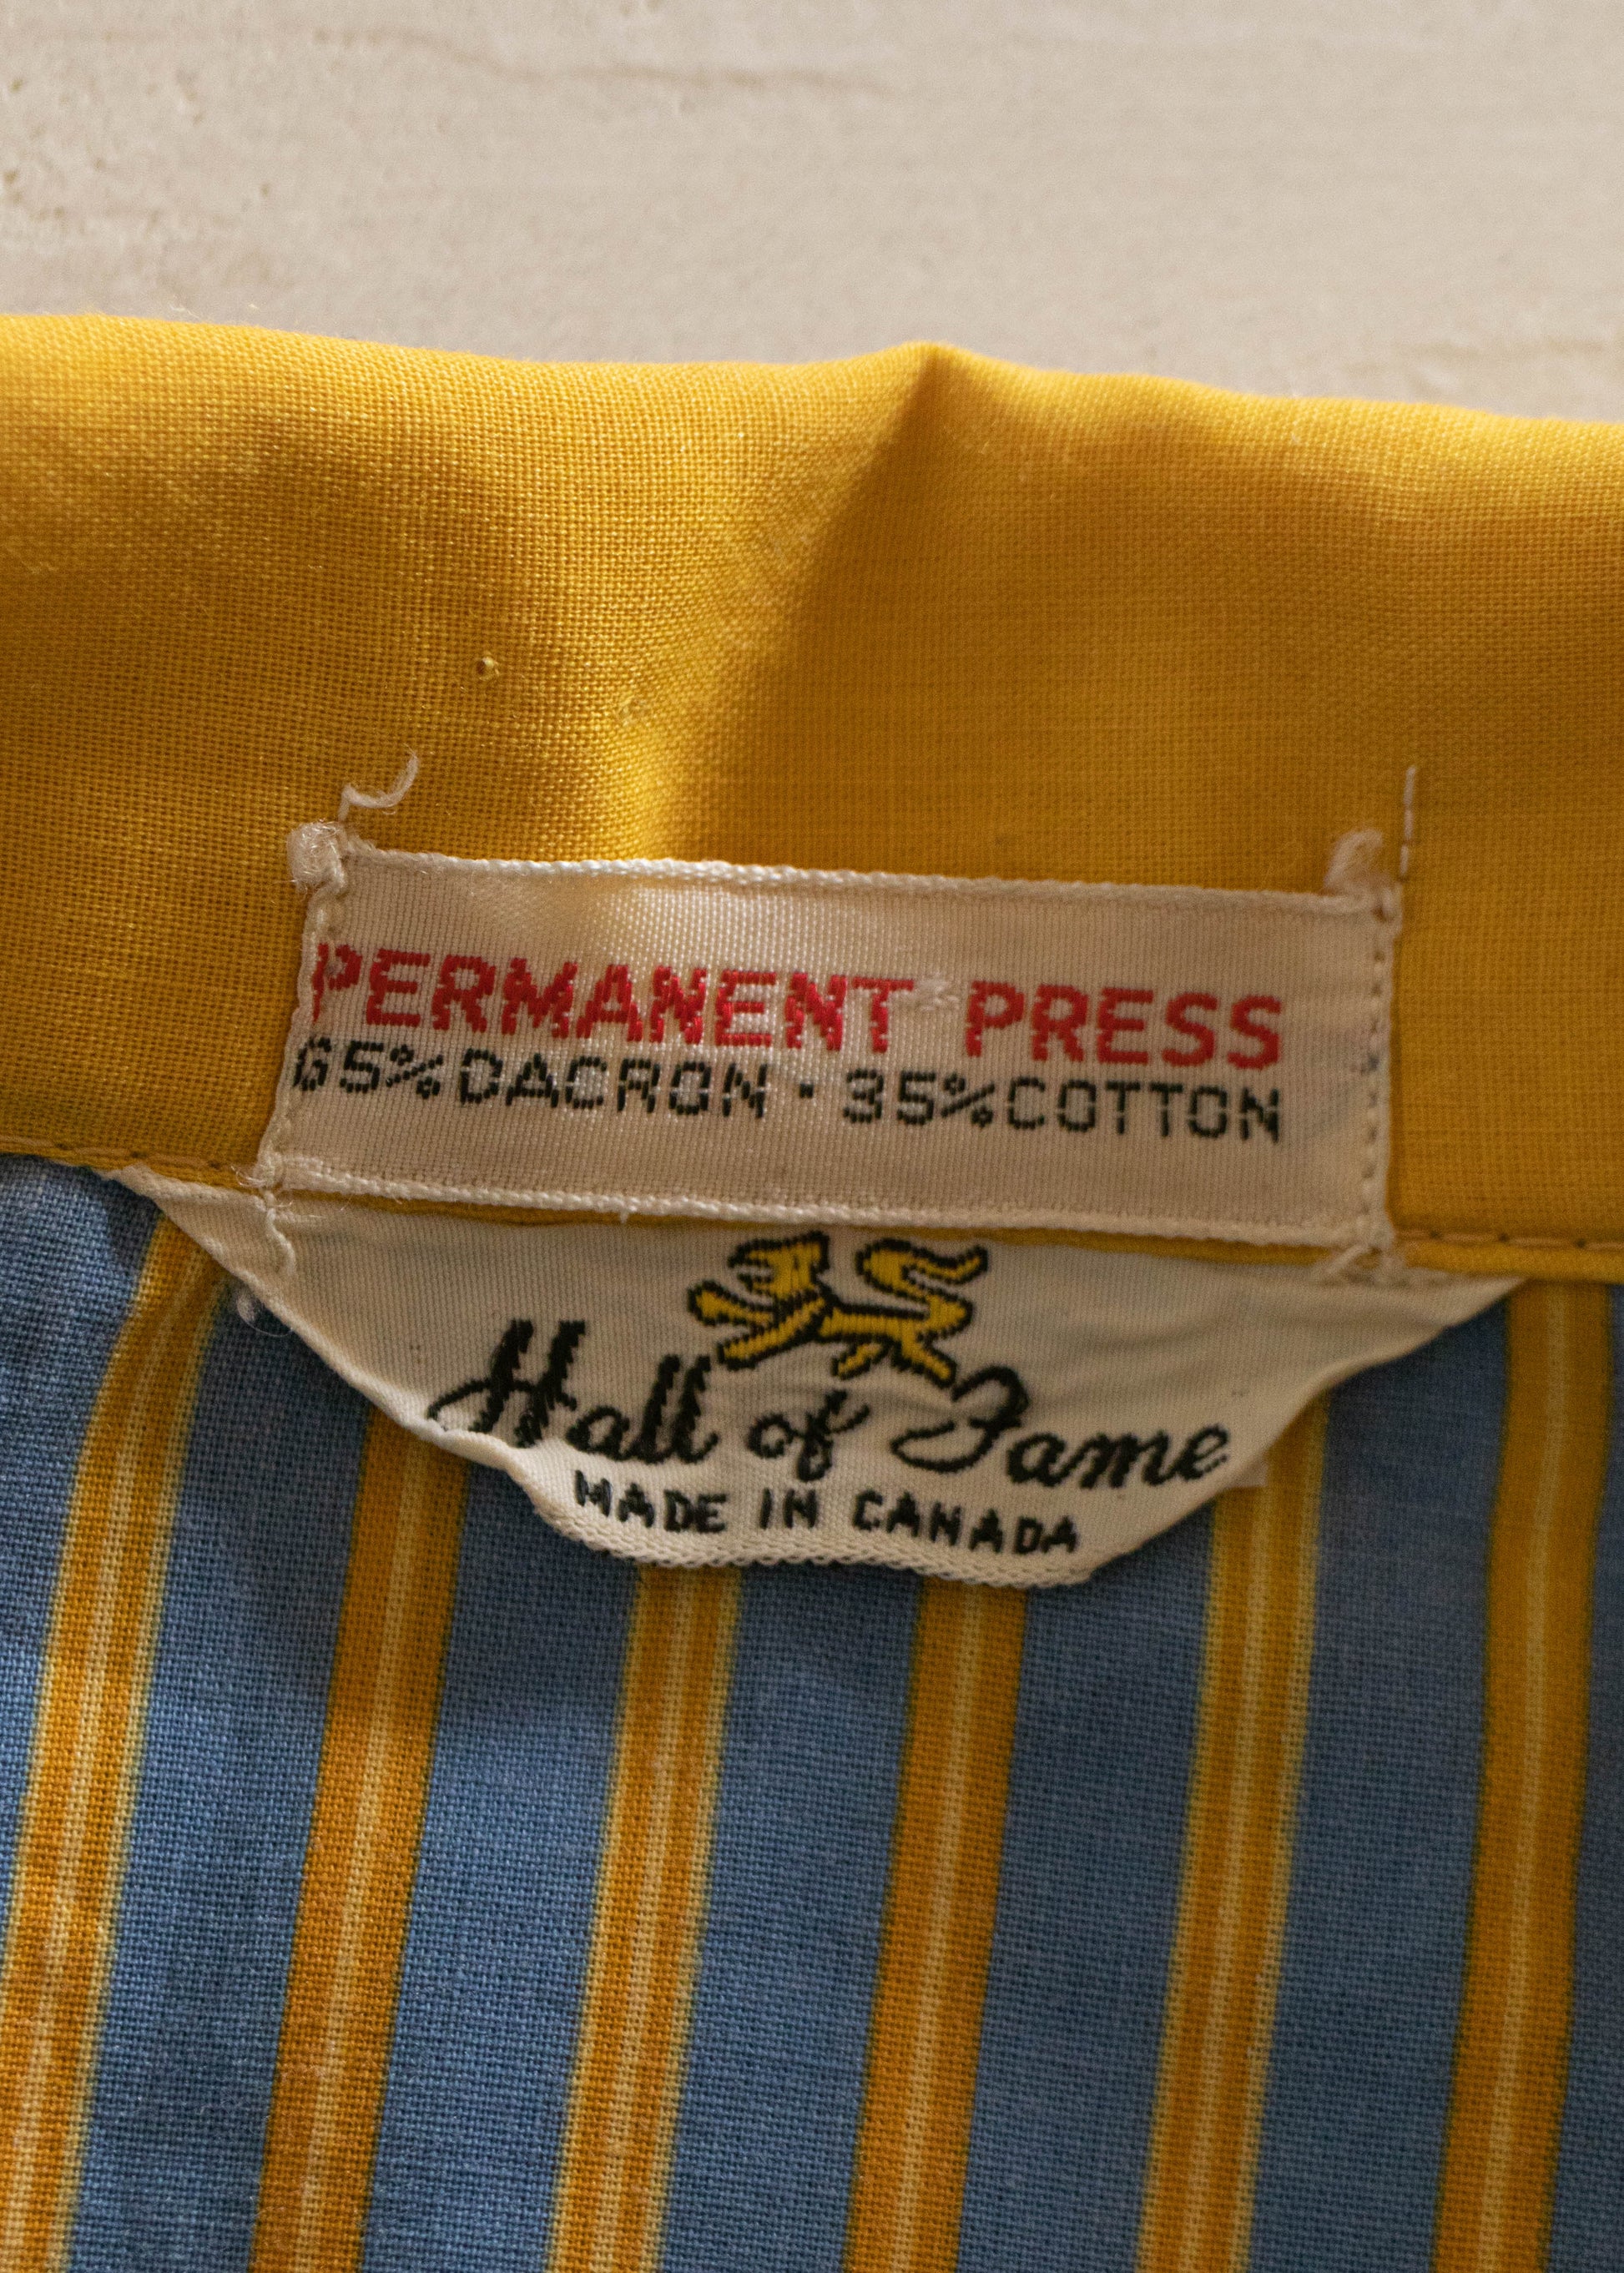 PERMANENT PRESS
65% DACRON · 35% COTTON
Hall of Fame
MADE IN CANADA